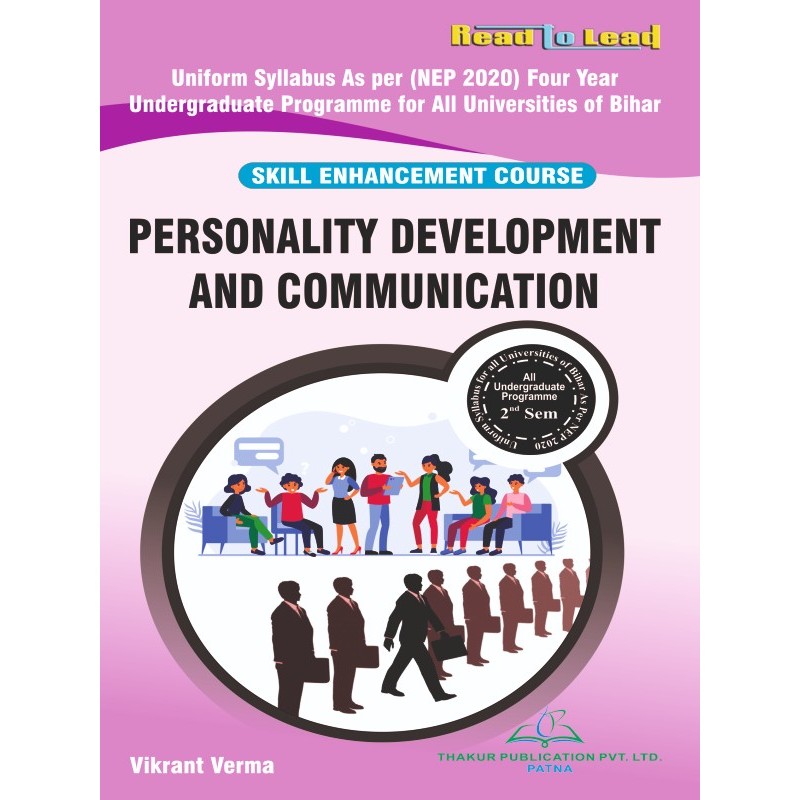 Read to Lead
Uniform Syllabus As per (NEP 2020) Four Year
Undergraduate Programme for All Universities of Bihar
SKILL ENHANCEMENT COURSE
PERSONALITY DEVELOPMENT
AND COMMUNICATION
Uniform Syllabus for all Universities of Bihar As Per NEP 2020
All
Undergraduate
Programme
2nd Sem
Vikrant Verma
THAKUR PUBLICATION PVT. LTD.
PATNA